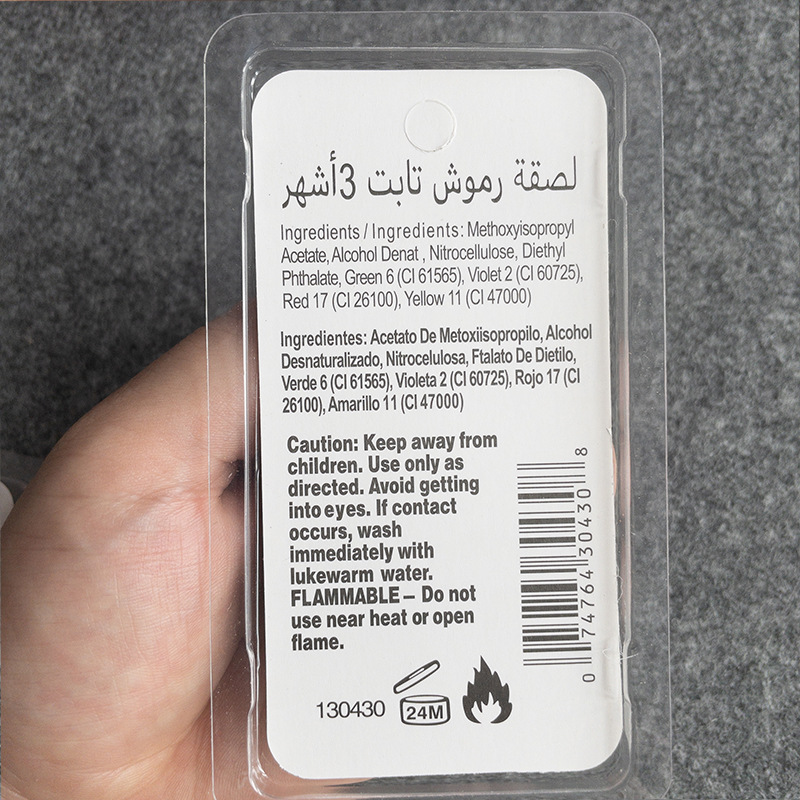 لصقة رموش تابت 3أشهر
Ingredients / Ingredients: Methoxyisopropyl
Acetate, Alcohol Denat , Nitrocellulose, Diethyl
Phthalate, Green 6 (CI 61565), Violet 2 (CI 60725),
Red 17 (CI 26100), Yellow 11 (CI 47000)
Ingredientes: Acetato De Metoxiisopropilo, Alcohol
Desnaturalizado, Nitrocelulosa, Ftalato De Dietilo,
Verde 6 (CI 61565), Violeta 2 (CI 60725), Rojo 17 (CI
26100), Amarillo 11 (CI 47000)
Caution: Keep away from
children. Use only as
directed. Avoid getting
into eyes. If contact
occurs, wash
immediately with
lukewarm water.
FLAMMABLE – Do not
use near heat or open
flame.
0 74764 30430 8
130430
24M